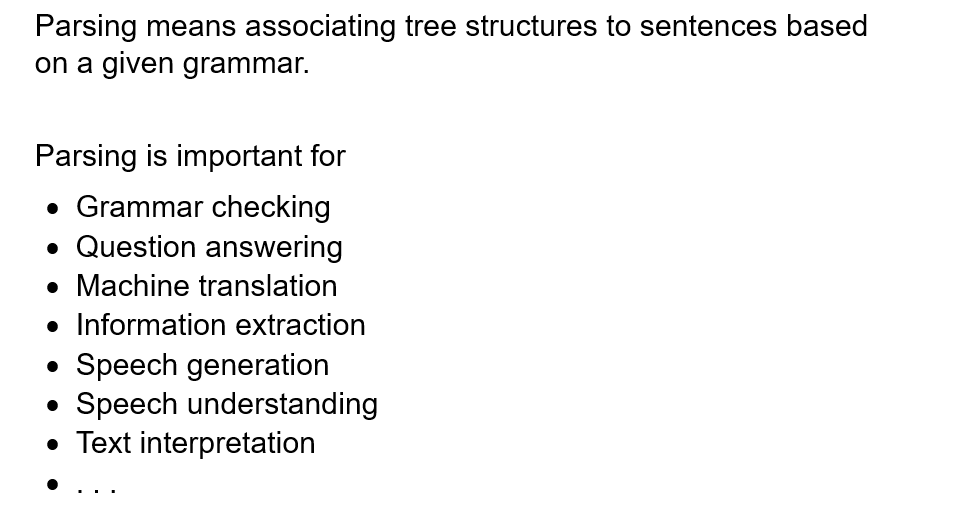 Parsing means associating tree structures to sentences based
on a given grammar.
Parsing is important for
• Grammar checking
• Question answering
• Machine translation
• Information extraction
• Speech generation
• Speech understanding
• Text interpretation
• . . .